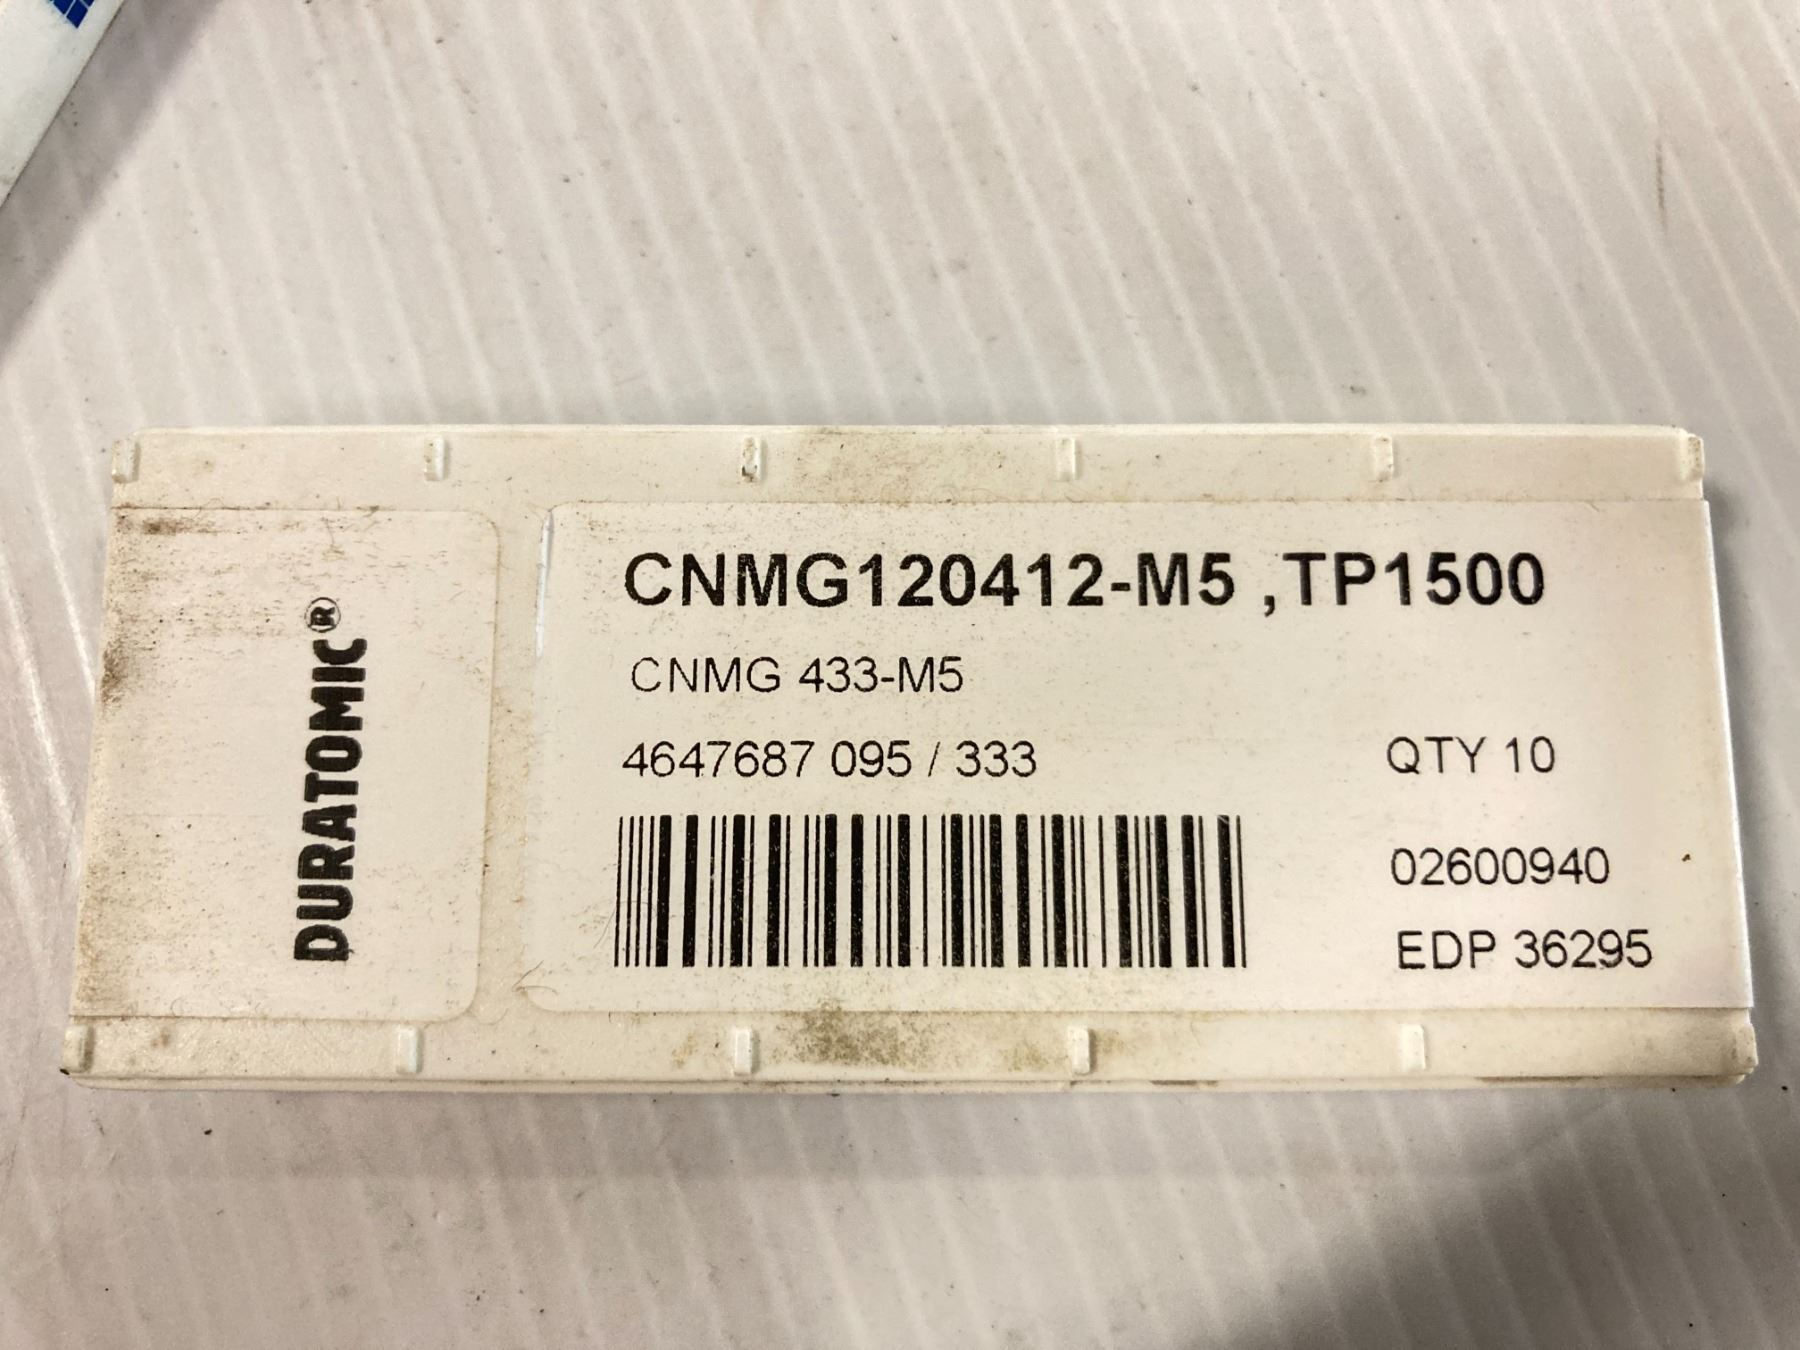 DURATOMIC®
CNMG120412-M5 ,TP1500
CNMG 433-M5
4647687 095 / 333
QTY 10
02600940
EDP 36295